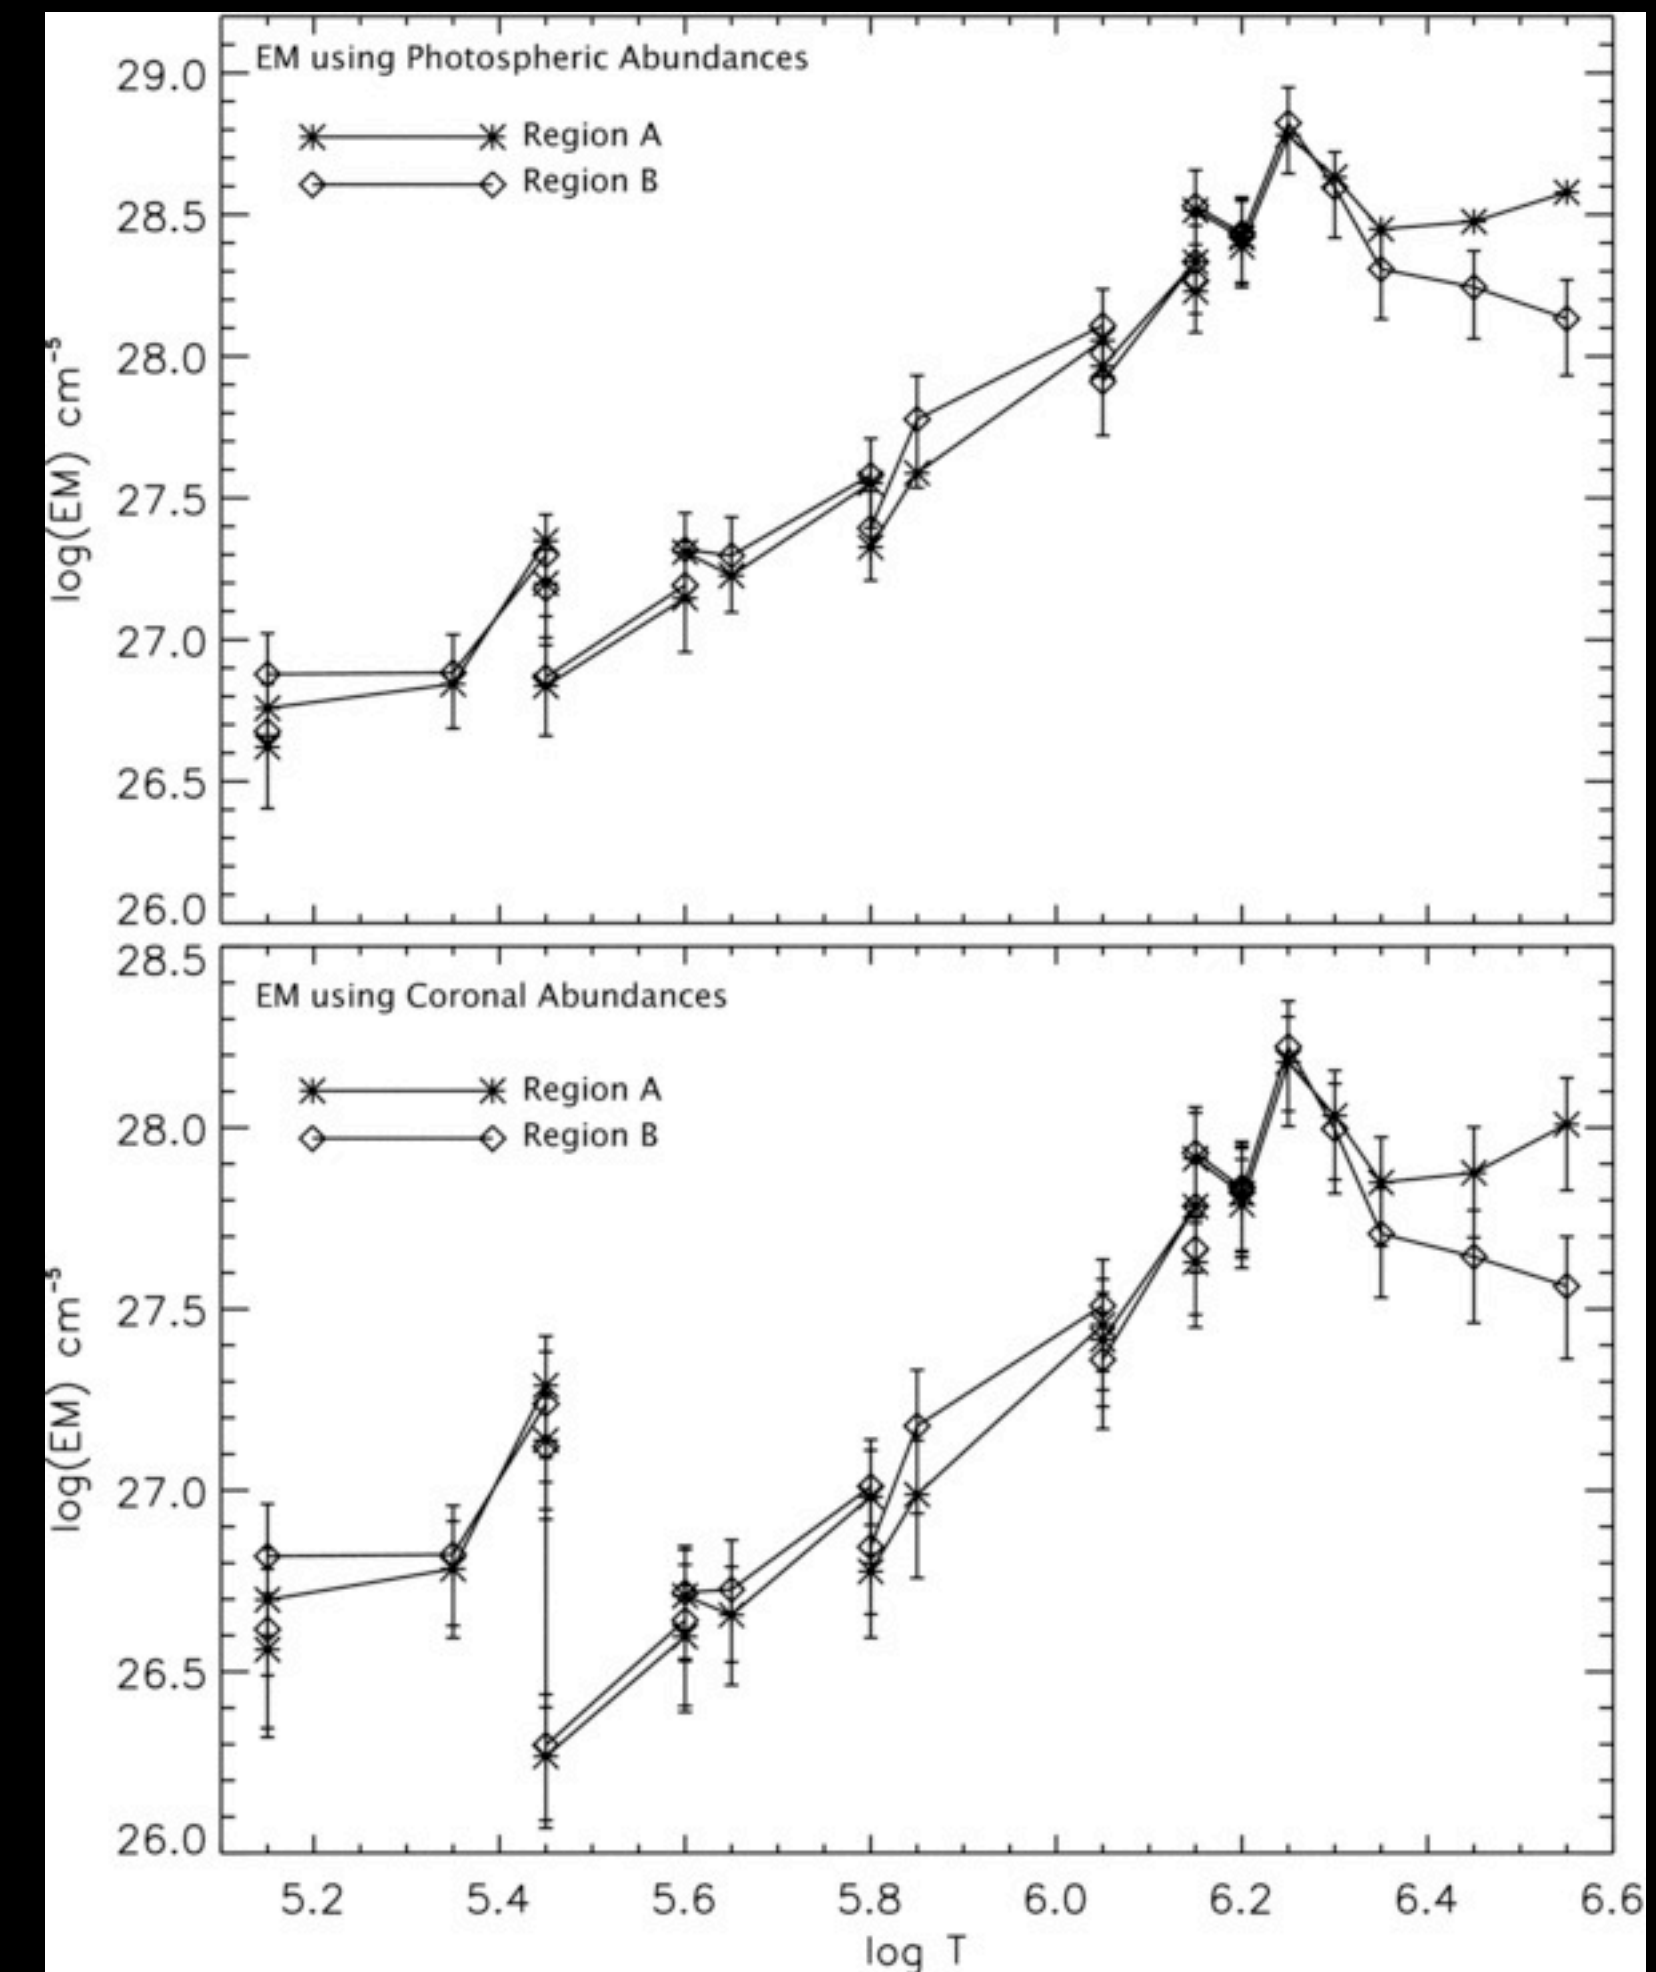 EM using Photospheric Abundances
Region A
Region B
29.0
28.5
28.0
27.5
27.0
26.5
26.0
log(EM) cm⁻⁵
EM using Coronal Abundances
Region A
Region B
28.5
28.0
27.5
27.0
26.5
26.0
log(EM) cm⁻⁵
5.2 5.4 5.6 5.8 6.0 6.2 6.4 6.6
log T